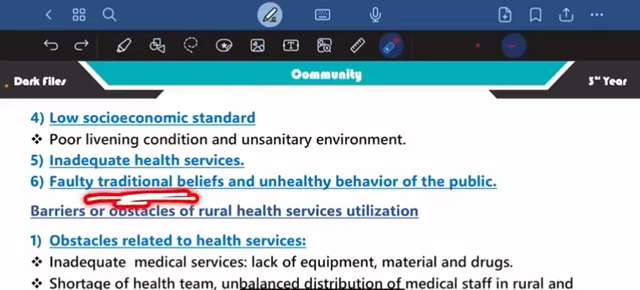 Dark Files
Community
3rd Year
4) Low socioeconomic standard
❖ Poor livening condition and unsanitary environment.
5) Inadequate health services.
6) Faulty traditional beliefs and unhealthy behavior of the public.
Barriers or obstacles of rural health services utilization
1) Obstacles related to health services:
❖ Inadequate medical services: lack of equipment, material and drugs.
❖ Shortage of health team, unbalanced distribution of medical staff in rural and